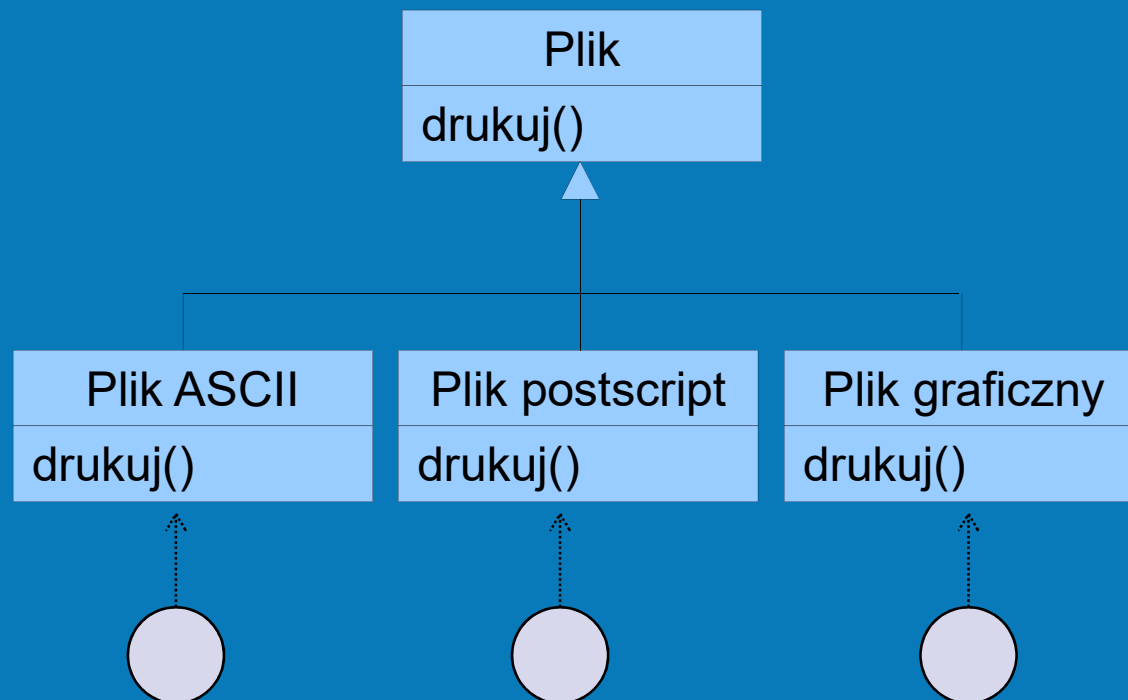 Plik
drukuj()
Plik ASCII
Plik postscript
Plik graficzny
drukuj()
drukuj()
drukuj()